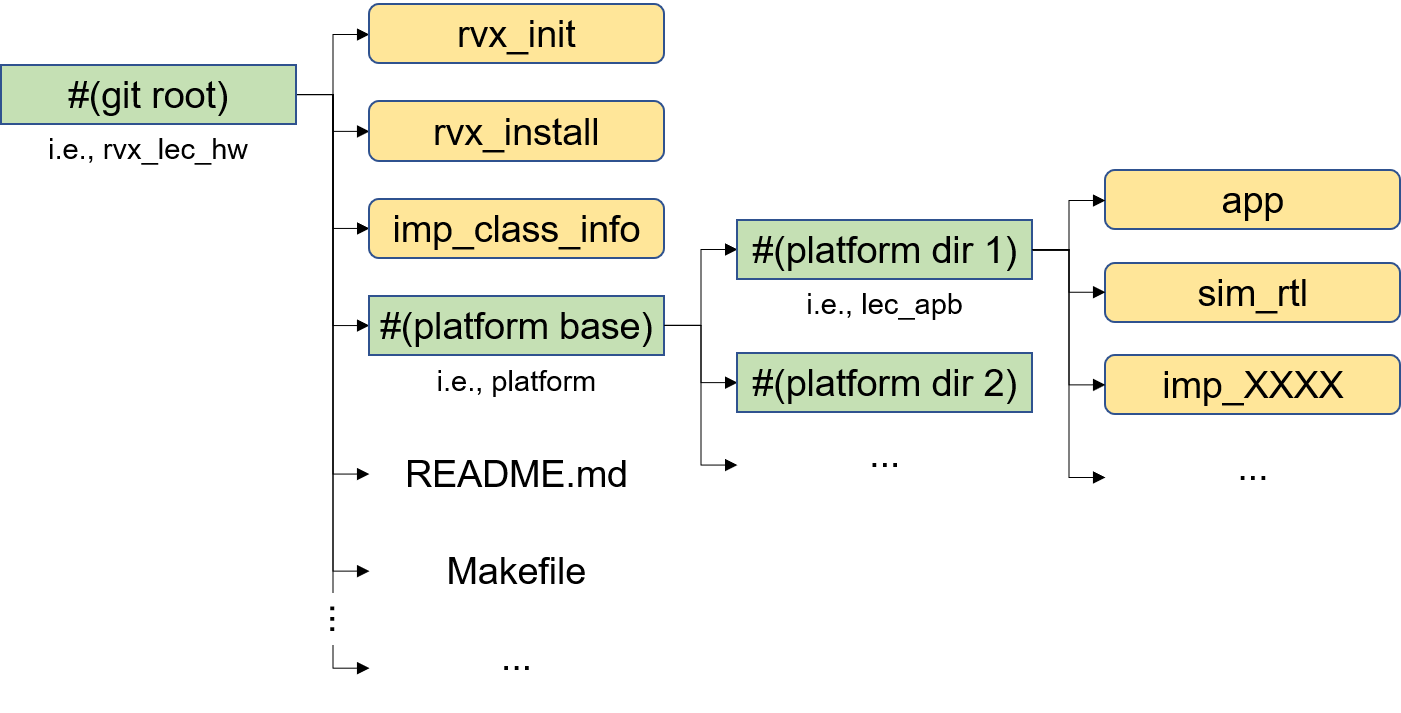 #(git root)
i.e., rvx_lec_hw
rvx_init
rvx_install
imp_class_info
#(platform base)
i.e., platform
README.md
Makefile
...
...
#(platform dir 1)
i.e., lec_apb
#(platform dir 2)
...
app
sim_rtl
imp_XXXX
...